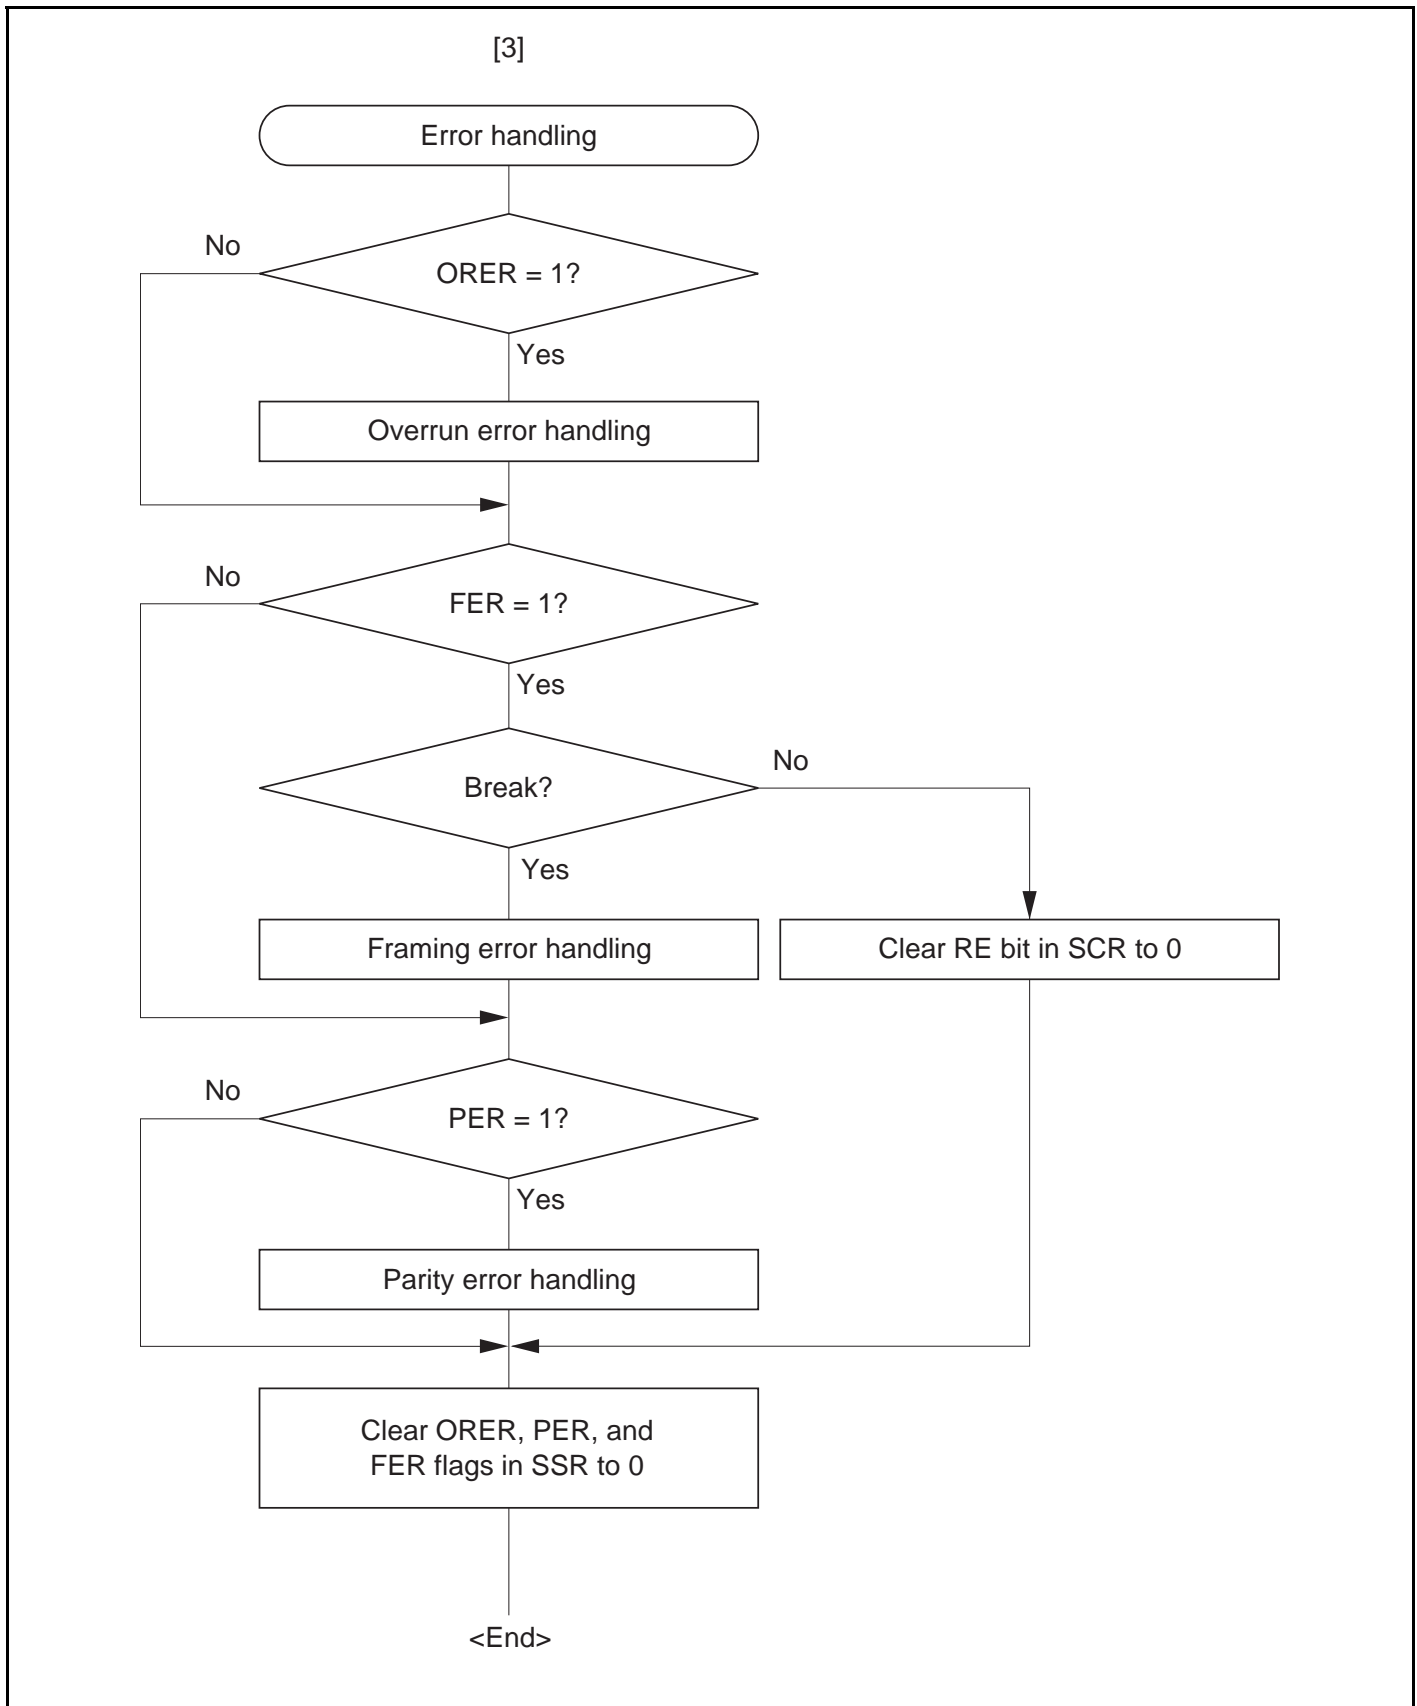 [3]
Error handling
No
ORER = 1?
Yes
Overrun error handling
No
FER = 1?
Yes
Break?
No
Yes
Framing error handling
Clear RE bit in SCR to 0
No
PER = 1?
Yes
Parity error handling
Clear ORER, PER, and
FER flags in SSR to 0
<End>